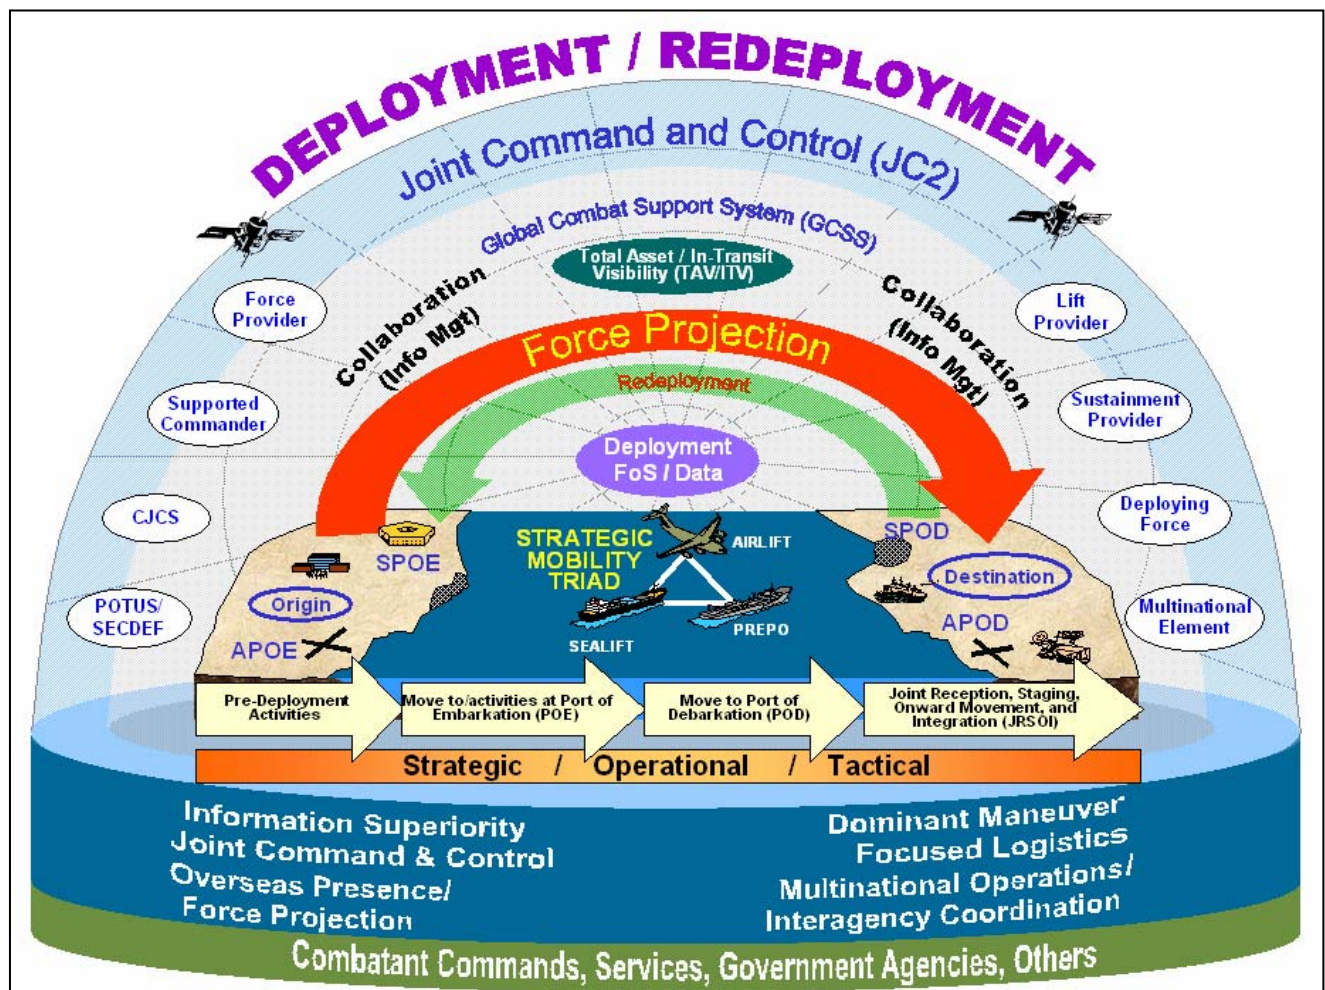 DEPLOYMENT / REDEPLOYMENT
Joint Command and Control (JC2)
Global Combat Support System (GCSS)
Total Asset / In-Transit
Visibility (TAV/ITV)
Collaboration
(Info Mgt)
Collaboration
(Info Mgt)
Force
Provider
Lift
Provider
Force Projection
Redeployment
Supported
Commander
Sustainment
Provider
Deployment
FoS / Data
CJCS
Deploying
Force
POTUS/
SECDEF
Multinational
Element
SPOE
Origin
APOE
STRATEGIC
MOBILITY
TRIAD
AIRLIFT
SEALIFT
PREPO
SPOD
Destination
APOD
Pre-Deployment
Activities
Move to/activities at Port of
Embarkation (POE)
Move to Port of
Debarkation (POD)
Joint Reception, Staging,
Onward Movement, and
Integration (JRSOI)
Strategic / Operational / Tactical
Information Superiority
Joint Command & Control
Overseas Presence/
Force Projection
Dominant Maneuver
Focused Logistics
Multinational Operations/
Interagency Coordination
Combatant Commands, Services, Government Agencies, Others